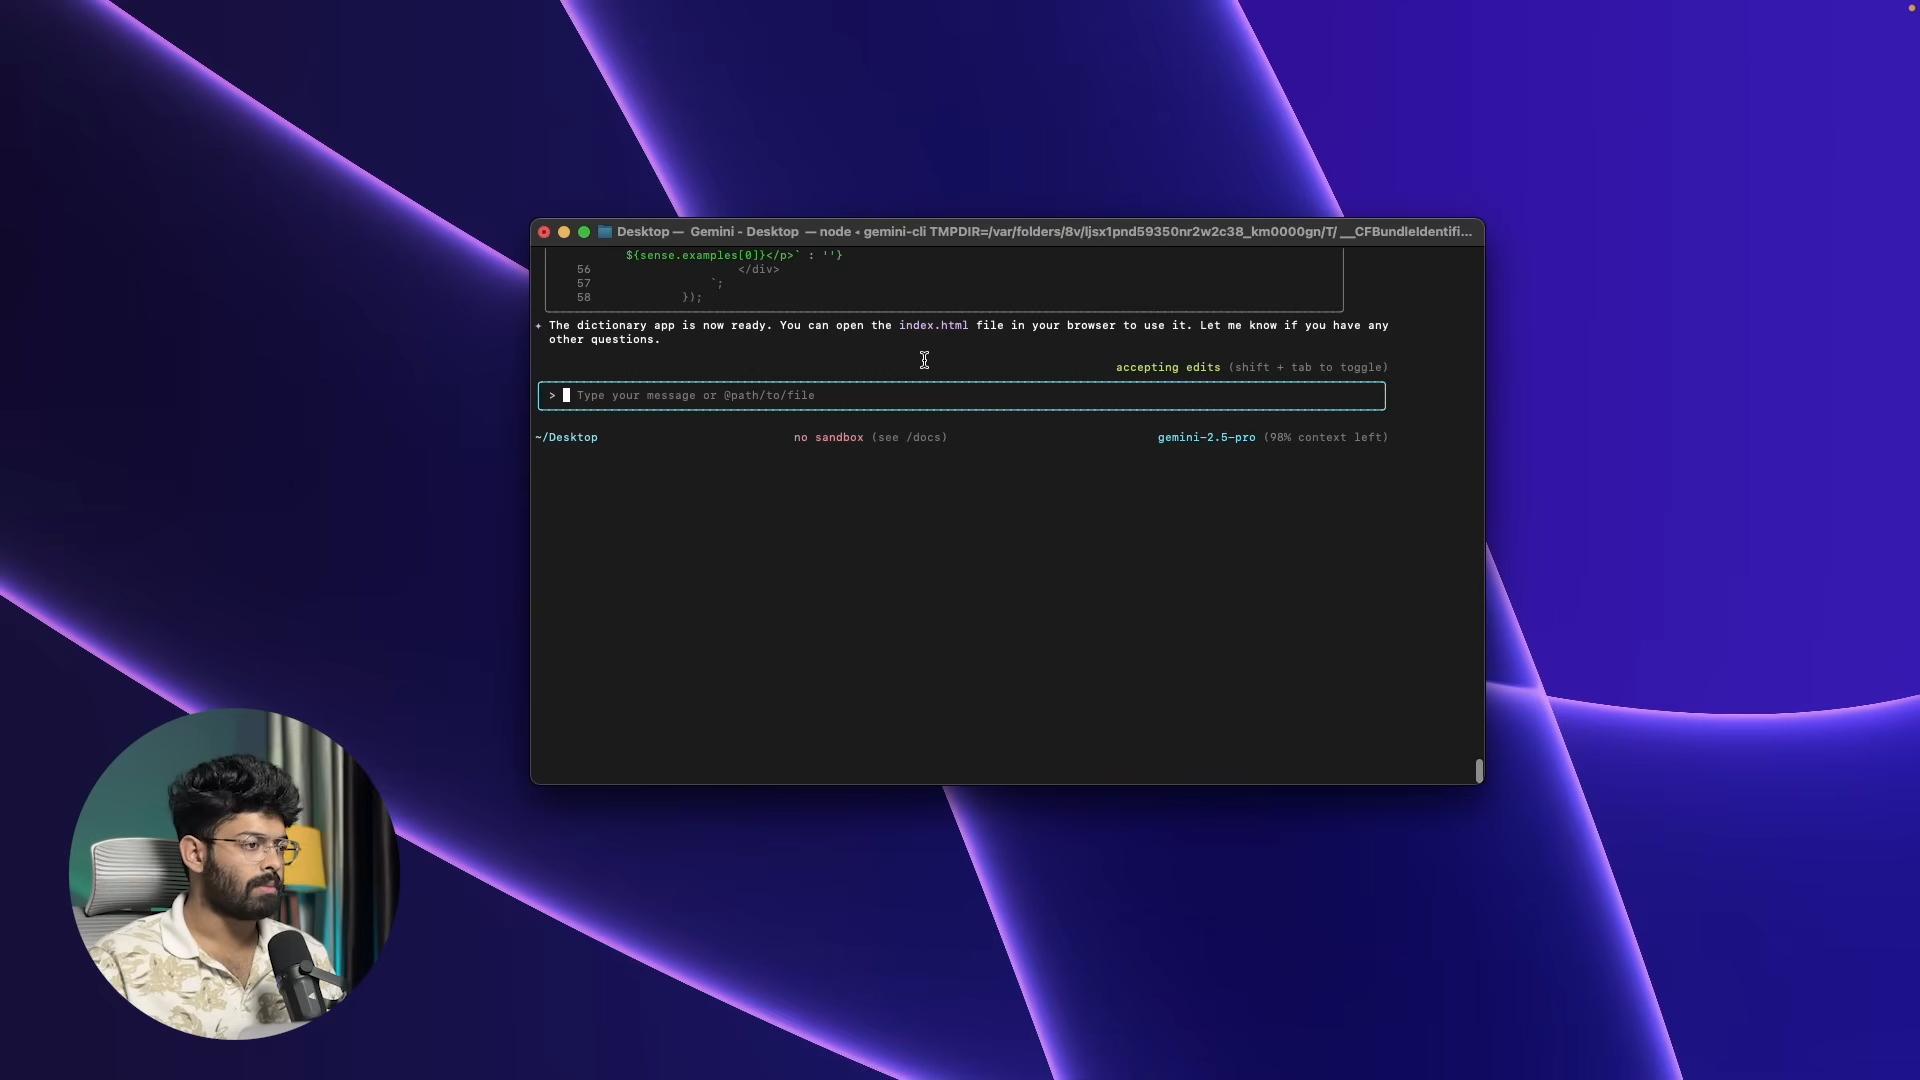 Desktop — Gemini - Desktop — node ◂ gemini-cli TMPDIR=/var/folders/8v/ljsx1pnd59350nr2w2c38_km0000gn/T/ __CFBundleIdentifi...
${sense.examples[0]}</p>` : ''}
56 </div>
57 `;
58 });
✦ The dictionary app is now ready. You can open the index.html file in your browser to use it. Let me know if you have any
other questions.
accepting edits (shift + tab to toggle)
> Type your message or @path/to/file
~/Desktop no sandbox (see /docs) gemini-2.5-pro (98% context left)